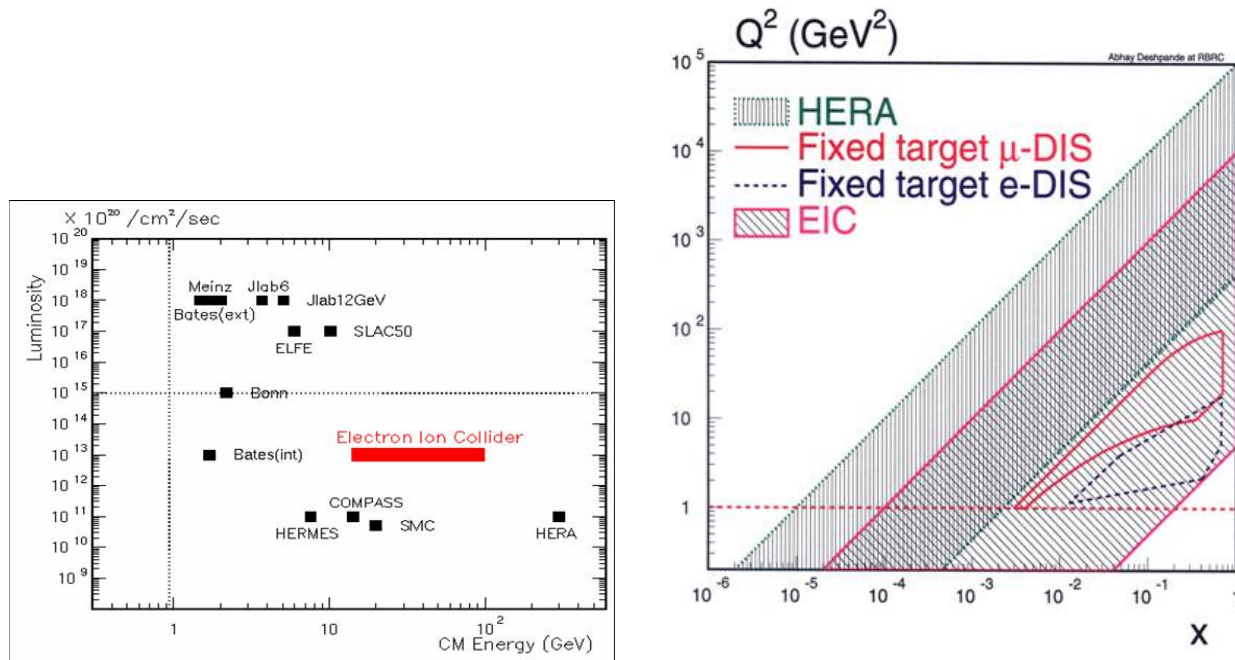 × 10²⁰ /cm²/sec
Luminosity
10²⁰
10¹⁹
10¹⁸
10¹⁷
10¹⁶
10¹⁵
10¹⁴
10¹³
10¹²
10¹¹
10¹⁰
10⁹
Meinz
Jlab6
Jlab12GeV
Bates(ext)
SLAC50
ELFE
Bonn
Electron Ion Collider
Bates(int)
COMPASS
HERMES
SMC
HERA
1 10 10²
CM Energy (GeV)
Q² (GeV²)
Abhay Deshpande at RBRC
10⁵
HERA
Fixed target μ-DIS
Fixed target e-DIS
EIC
10⁴
10³
10²
10
1
10⁻⁶ 10⁻⁵ 10⁻⁴ 10⁻³ 10⁻² 10⁻¹ 1
x